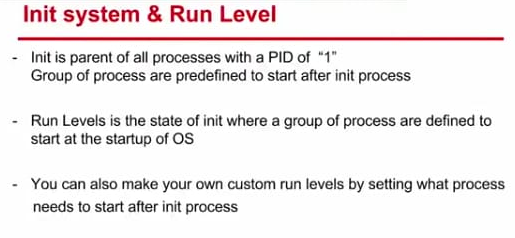 Init system & Run Level
- Init is parent of all processes with a PID of “1”
Group of process are predefined to start after init process
- Run Levels is the state of init where a group of process are defined to
start at the startup of OS
- You can also make your own custom run levels by setting what process
needs to start after init process